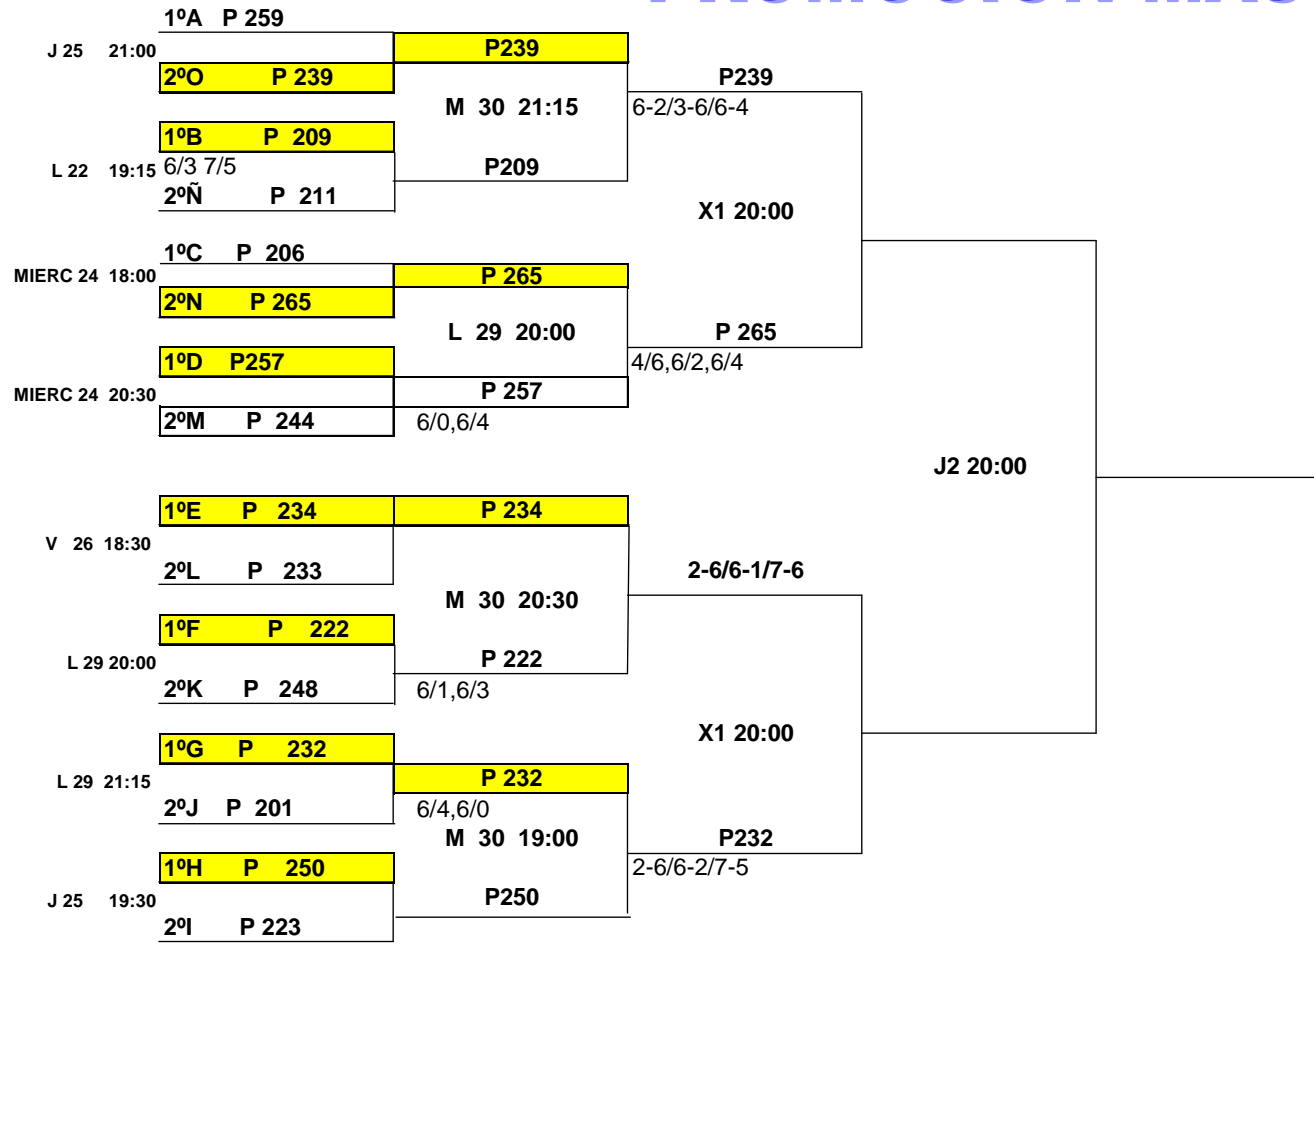 1ºA P 259
J 25 21:00
P239
2ºO P 239
P239
M 30 21:15
6-2/3-6/6-4
1ºB P 209
L 22 19:15
6/3 7/5
P209
2ºÑ P 211
X1 20:00
1ºC P 206
MIERC 24 18:00
P 265
2ºN P 265
L 29 20:00
P 265
1ºD P257
4/6,6/2,6/4
MIERC 24 20:30
P 257
2ºM P 244
6/0,6/4
J2 20:00
1ºE P 234
P 234
V 26 18:30
2ºL P 233
2-6/6-1/7-6
M 30 20:30
1ºF P 222
L 29 20:00
P 222
2ºK P 248
6/1,6/3
X1 20:00
1ºG P 232
L 29 21:15
P 232
2ºJ P 201
6/4,6/0
M 30 19:00
P232
1ºH P 250
2-6/6-2/7-5
J 25 19:30
P250
2ºI P 223